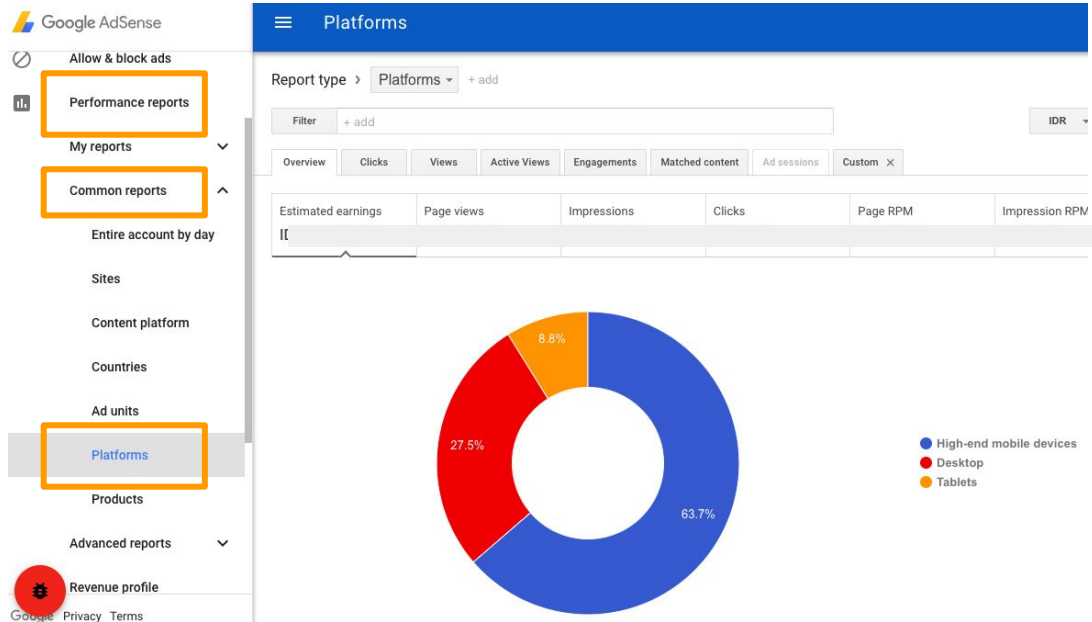 Google AdSense
Allow & block ads
Performance reports
My reports
Common reports
Entire account by day
Sites
Content platform
Countries
Ad units
Platforms
Products
Advanced reports
Revenue profile
Google Privacy Terms
Platforms
Report type › Platforms + add
Filter + add IDR
Overview Clicks Views Active Views Engagements Matched content Ad sessions Custom ×
Estimated earnings Page views Impressions Clicks Page RPM Impression RPM
8.8%
27.5%
63.7%
High-end mobile devices
Desktop
Tablets